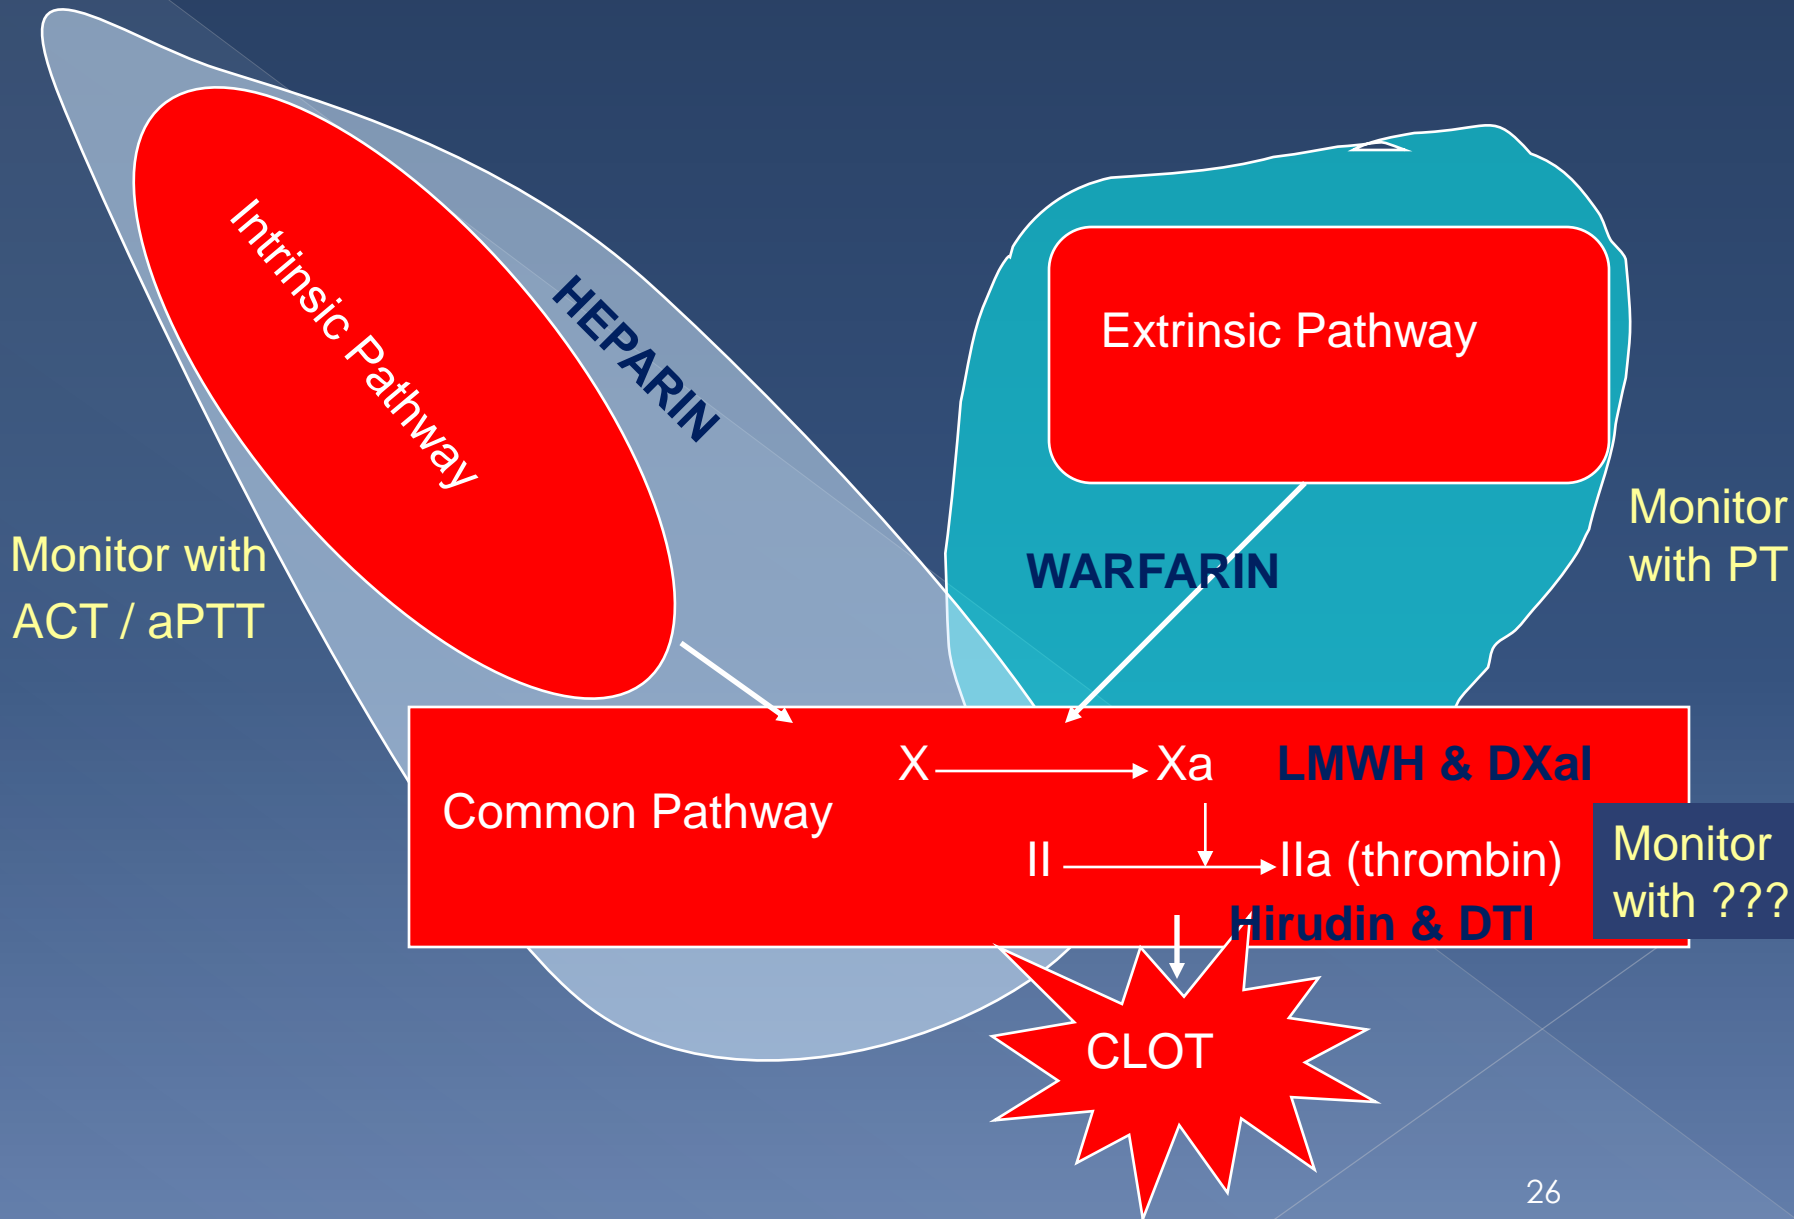 Intrinsic Pathway
HEPARIN
Extrinsic Pathway
Monitor with
ACT / aPTT
WARFARIN
Monitor
with PT
X
Xa
LMWH & DXaI
Common Pathway
II
IIa (thrombin)
Monitor
with ???
Hirudin & DTI
CLOT
26